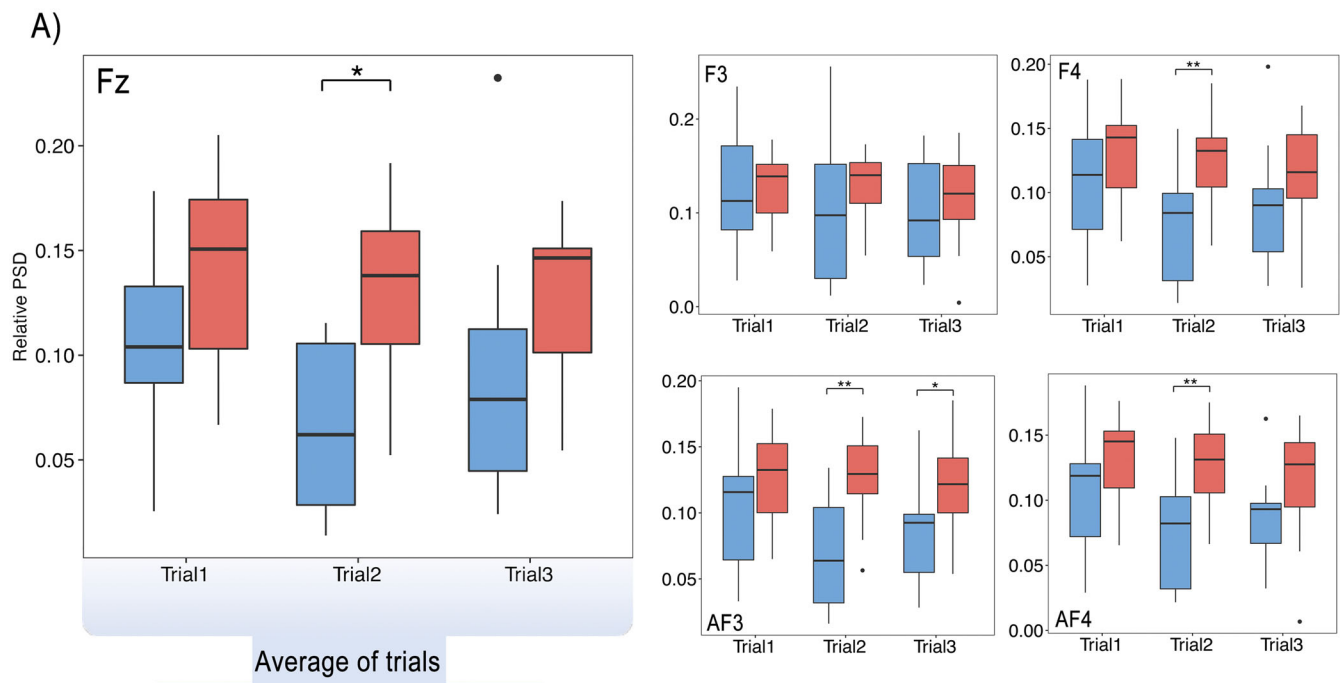 A)
Fz
*
Relative PSD
0.20
0.15
0.10
0.05
Trial1 Trial2 Trial3
Average of trials
F3
0.2
0.1
0.0
Trial1 Trial2 Trial3
F4
**
0.20
0.15
0.10
0.05
Trial1 Trial2 Trial3
AF3
** *
0.20
0.15
0.10
0.05
Trial1 Trial2 Trial3
AF4
**
0.15
0.10
0.05
0.00
Trial1 Trial2 Trial3